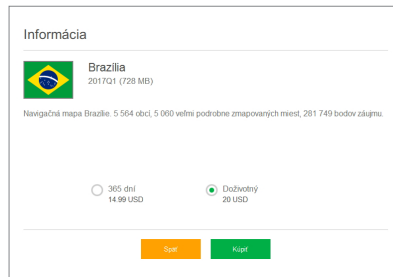 Informácia
Brazília
2017Q1 (728 MB)
Navigačná mapa Brazílie. 5 564 obcí, 5 060 veľmi podrobne zmapovaných miest, 281 749 bodov záujmu.
365 dní
14.99 USD
Doživotný
20 USD
Späť
Kúpiť